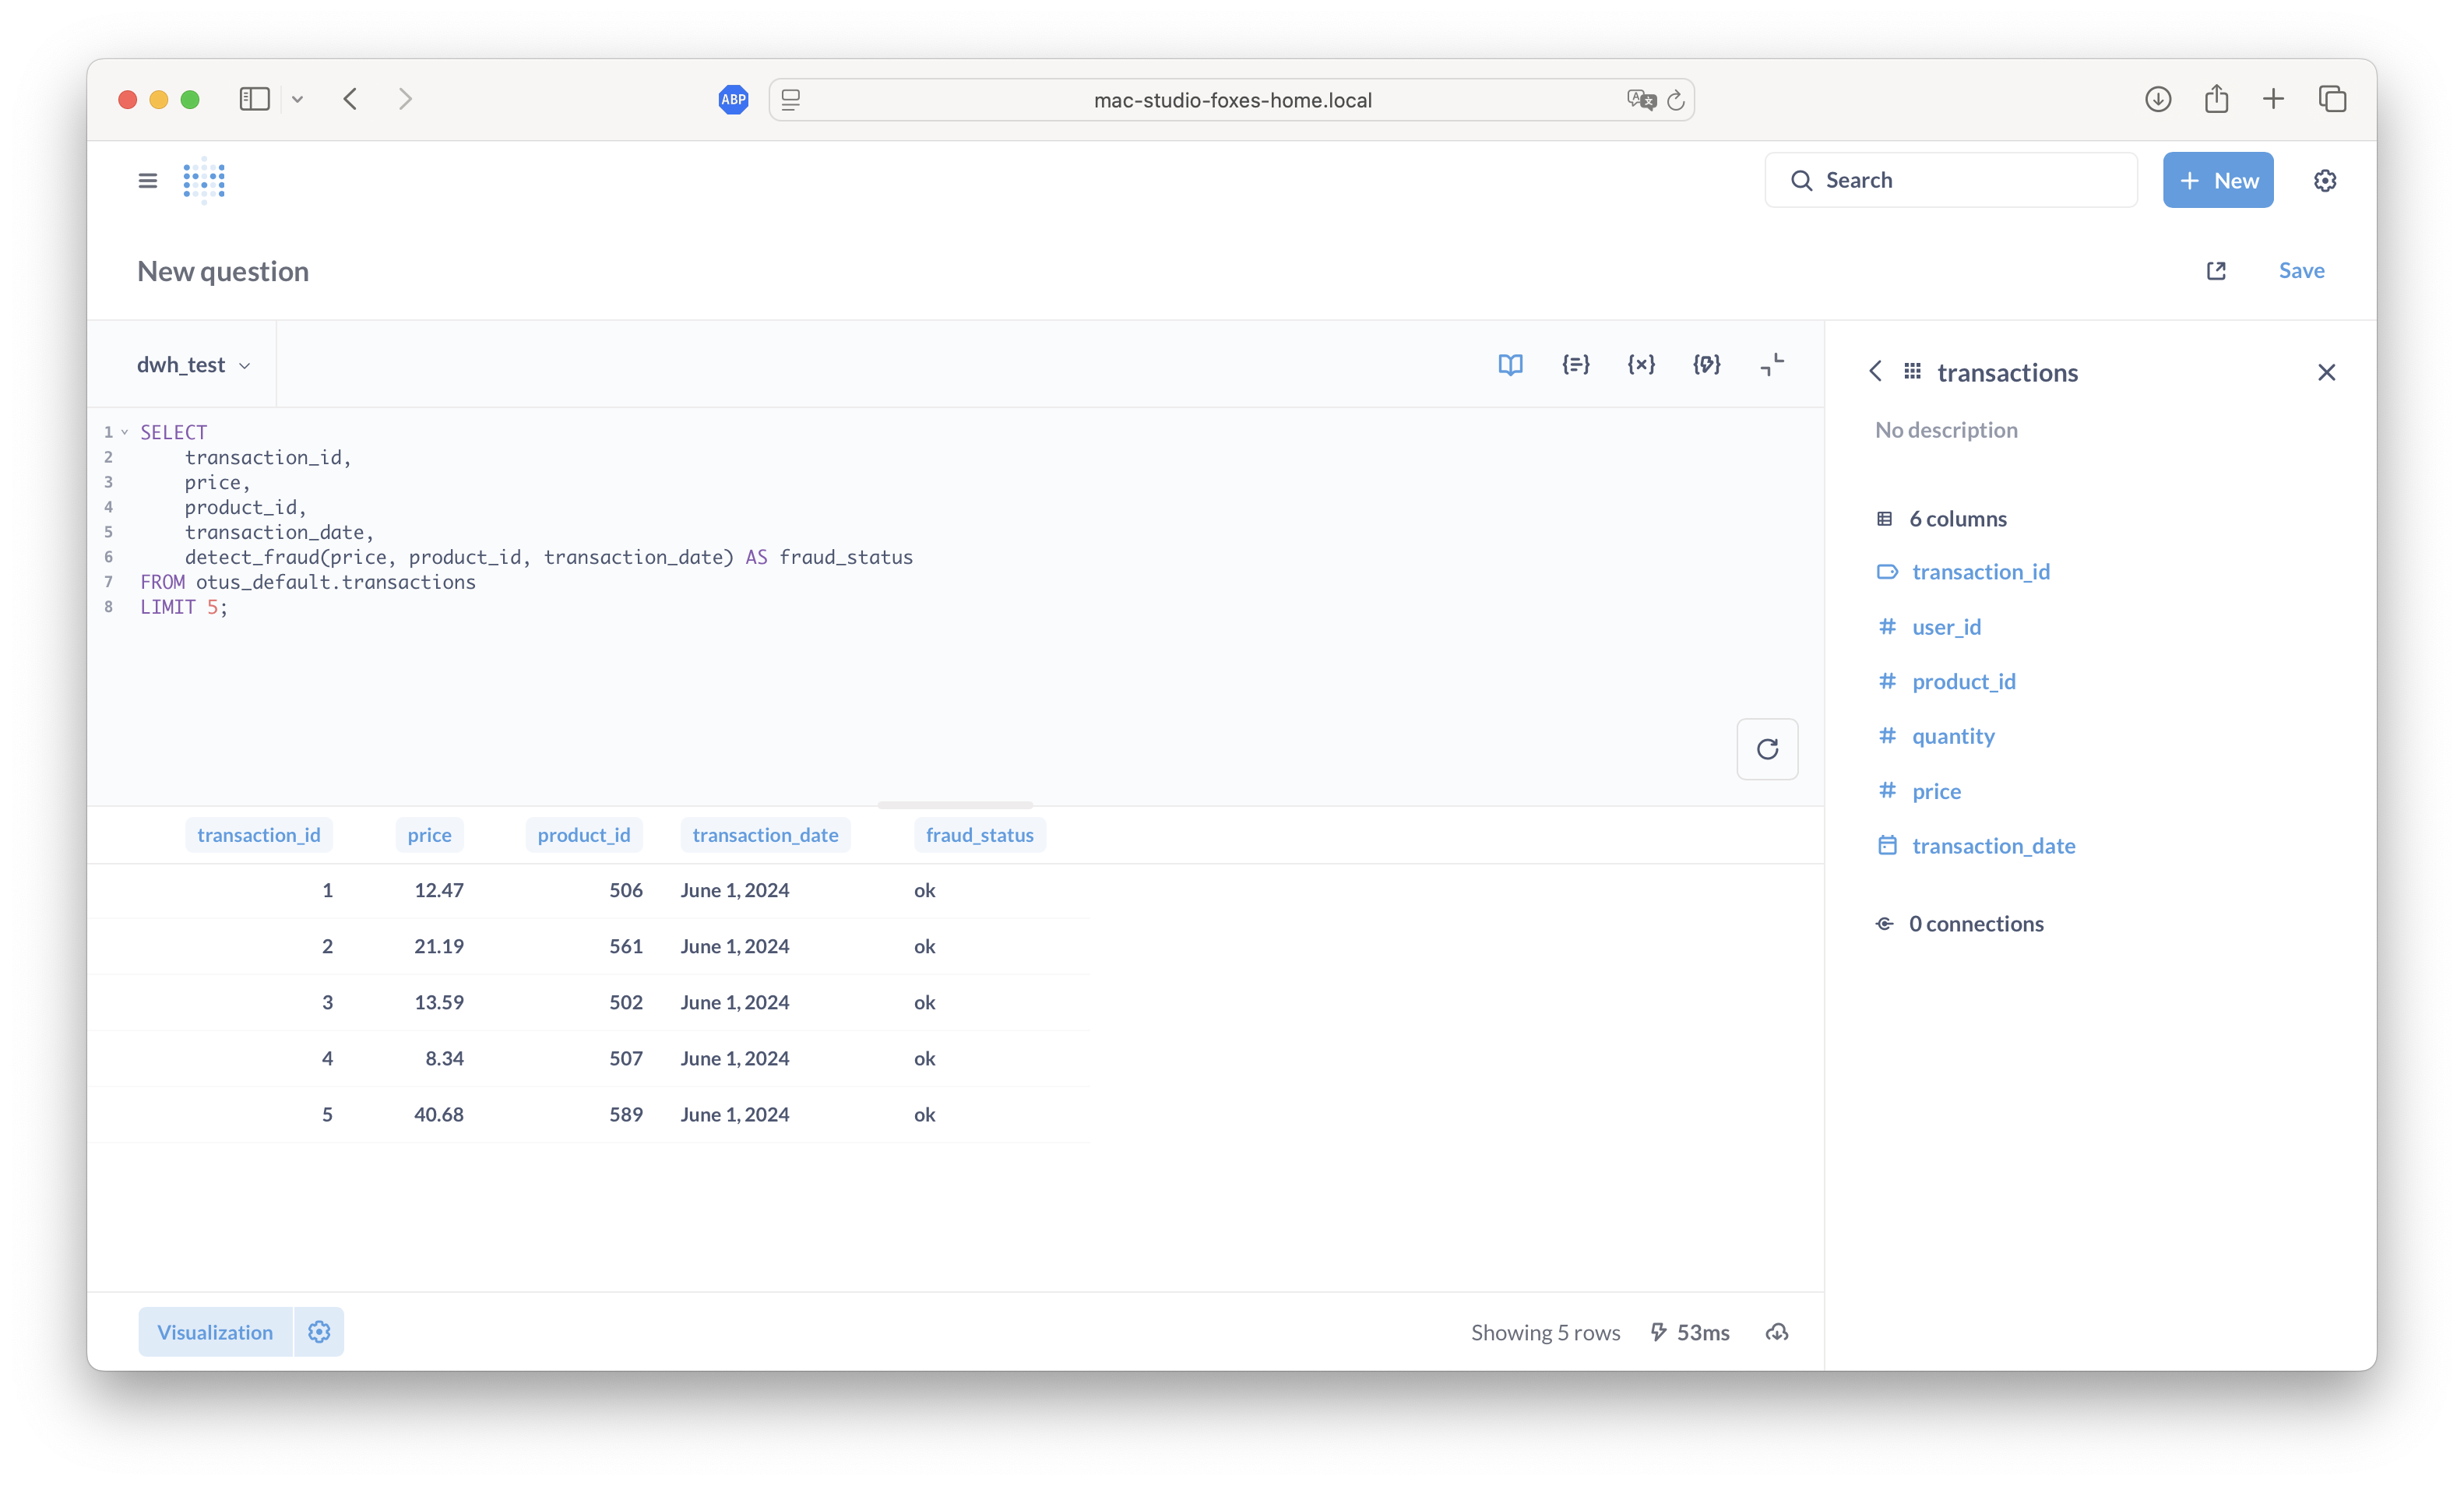 ABP
mac-studio-foxes-home.local
Search
+ New
New question
Save
dwh_test
1 SELECT
2 transaction_id,
3 price,
4 product_id,
5 transaction_date,
6 detect_fraud(price, product_id, transaction_date) AS fraud_status
7 FROM otus_default.transactions
8 LIMIT 5;
transaction_id price product_id transaction_date fraud_status
1 12.47 506 June 1, 2024 ok
2 21.19 561 June 1, 2024 ok
3 13.59 502 June 1, 2024 ok
4 8.34 507 June 1, 2024 ok
5 40.68 589 June 1, 2024 ok
Visualization
Showing 5 rows 53ms
transactions
No description
6 columns
transaction_id
# user_id
# product_id
# quantity
# price
transaction_date
0 connections